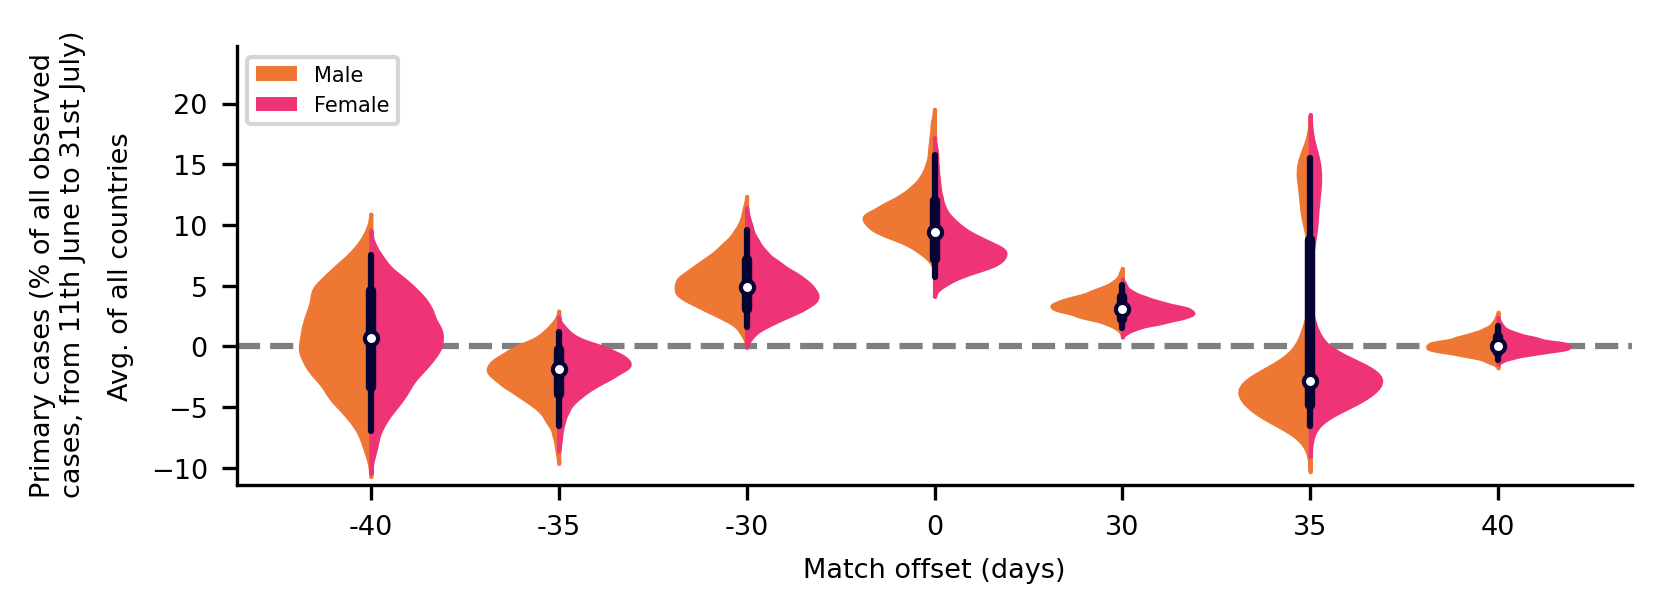 Primary cases (% of all observed
cases, from 11th June to 31st July)
Avg. of all countries
Male
Female
20
15
10
5
0
−5
−10
-40
-35
-30
0
30
35
40
Match offset (days)